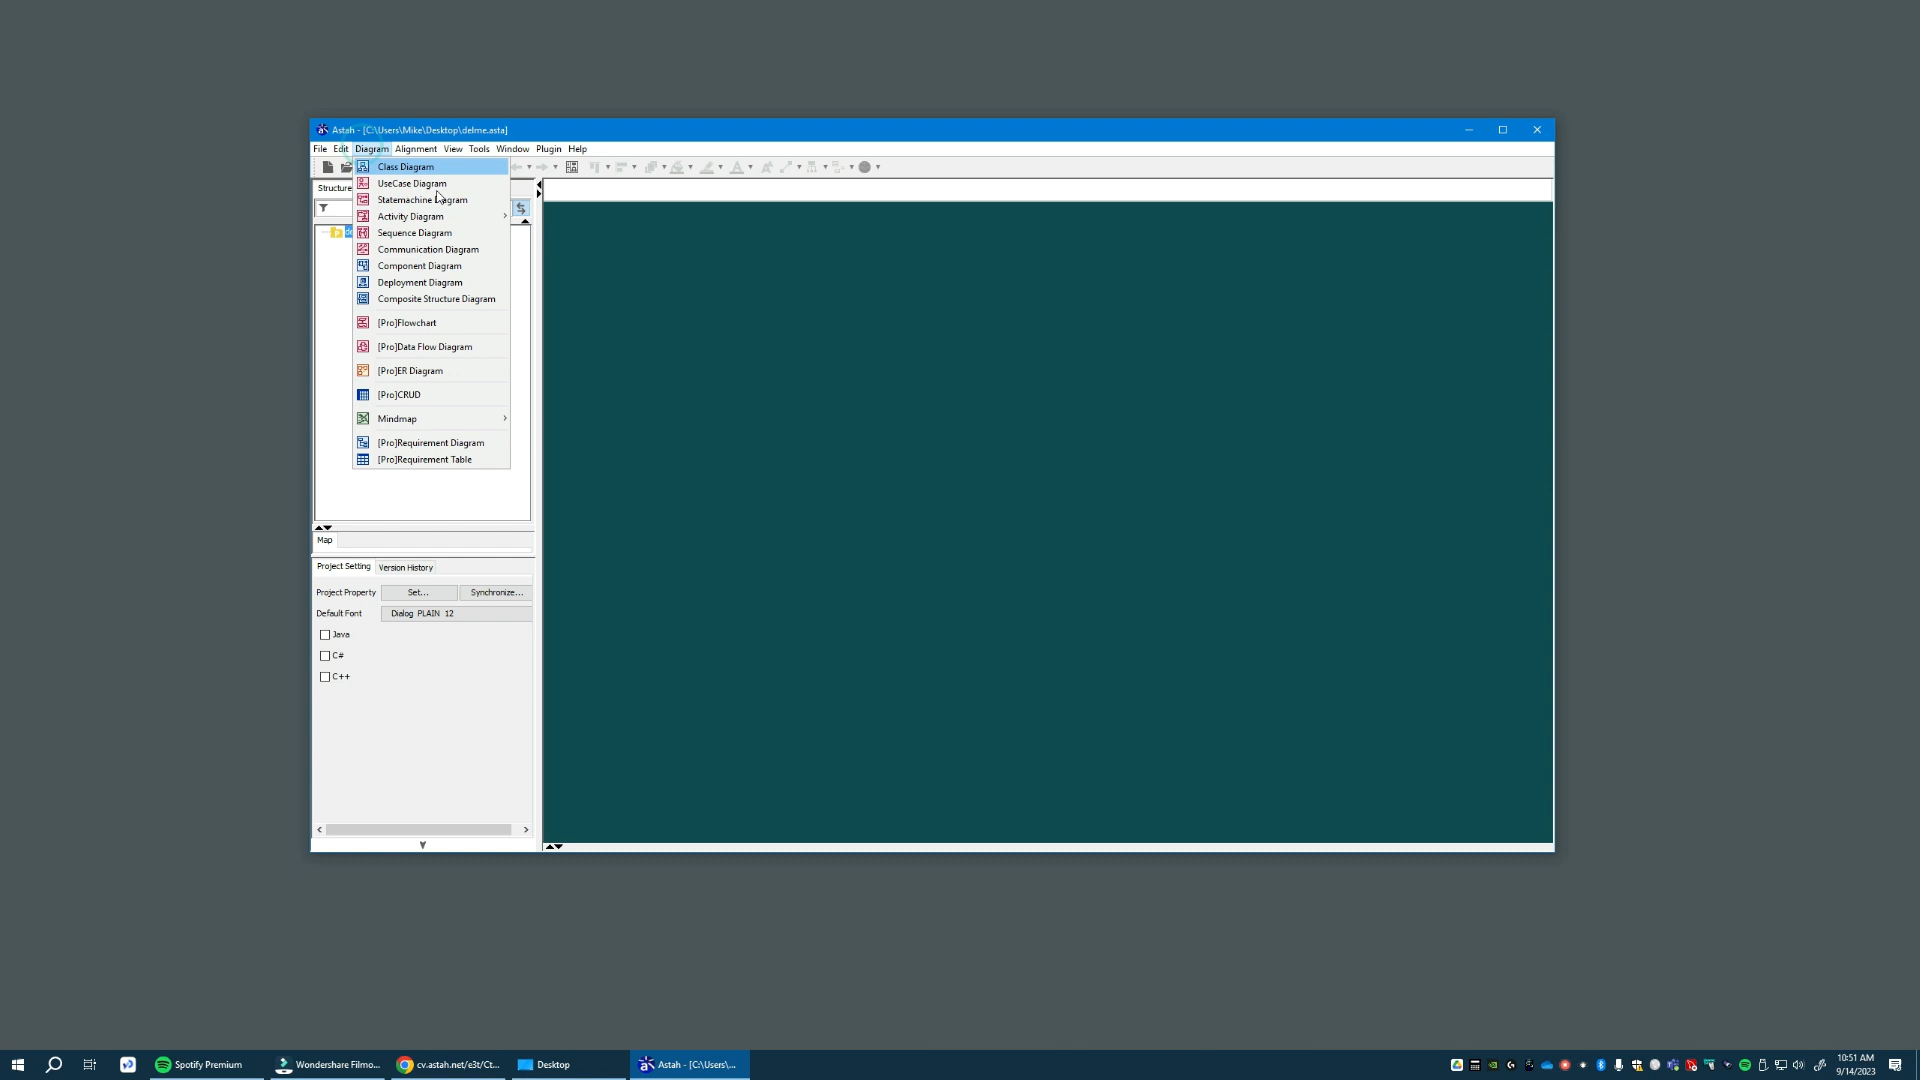 Astah - [C:\Users\Mike\Desktop\delme.asta]
File Edit Diagram Alignment View Tools Window Plugin Help
Class Diagram
Structure
UseCase Diagram
Statemachine Diagram
Activity Diagram
Sequence Diagram
Communication Diagram
Component Diagram
Deployment Diagram
Composite Structure Diagram
[Pro]Flowchart
[Pro]Data Flow Diagram
[Pro]ER Diagram
[Pro]CRUD
Mindmap
[Pro]Requirement Diagram
[Pro]Requirement Table
Map
Project Setting Version History
Project Property Set... Synchronize...
Default Font Dialog PLAIN 12
Java
C#
C++
Spotify Premium Wondershare Filmo... cv.astah.net/e3t/Ct... Desktop Astah - [C:\Users\... 10:51 AM
9/14/2023